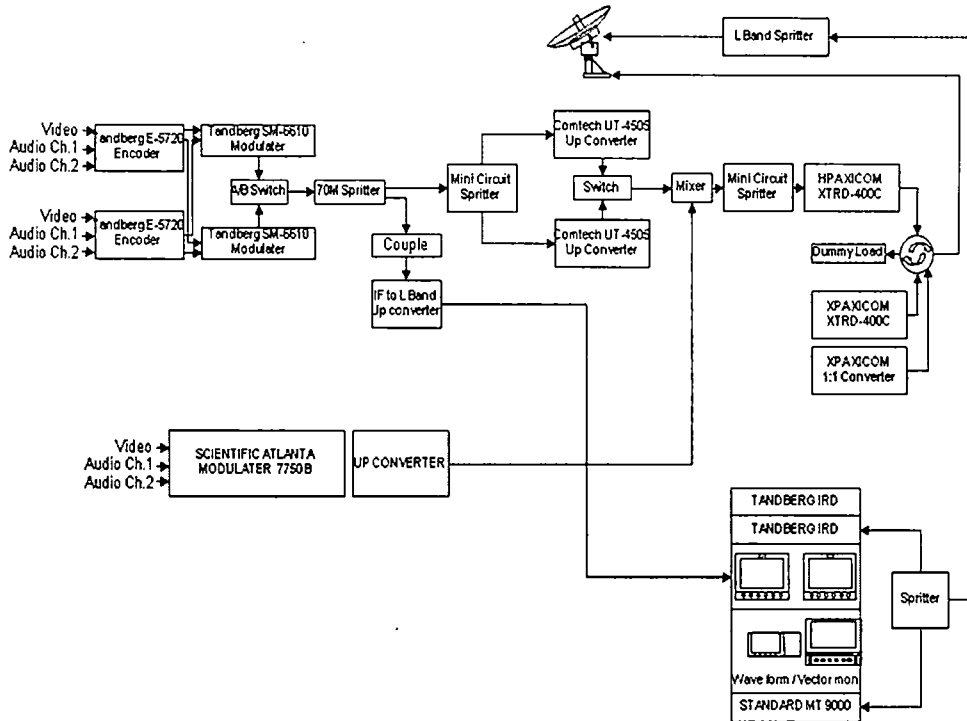 L Band Spritter
Video
Audio Ch.1
Audio Ch.2
andberg E-5720
Encoder
Tandberg SM-6610
Modulater
A/B Switch
70M Spritter
Mini Circuit
Spritter
Comtech UT-4505
Up Converter
Switch
Mixer
Mini Circuit
Spritter
HPAXICOM
XTRD-400C
Video
Audio Ch.1
Audio Ch.2
andberg E-5720
Encoder
Tandberg SM-6610
Modulater
Couple
Comtech UT-4505
Up Converter
Dummy Load
IF to L Band
Up converter
XPAXICOM
XTRD-400C
XPAXICOM
1:1 Converter
Video
Audio Ch.1
Audio Ch.2
SCIENTIFIC ATLANTA
MODULATER 7750B
UP CONVERTER
TANDBERG IRD
TANDBERG IRD
Spritter
Wave form / Vector mon
STANDARD MT 9000